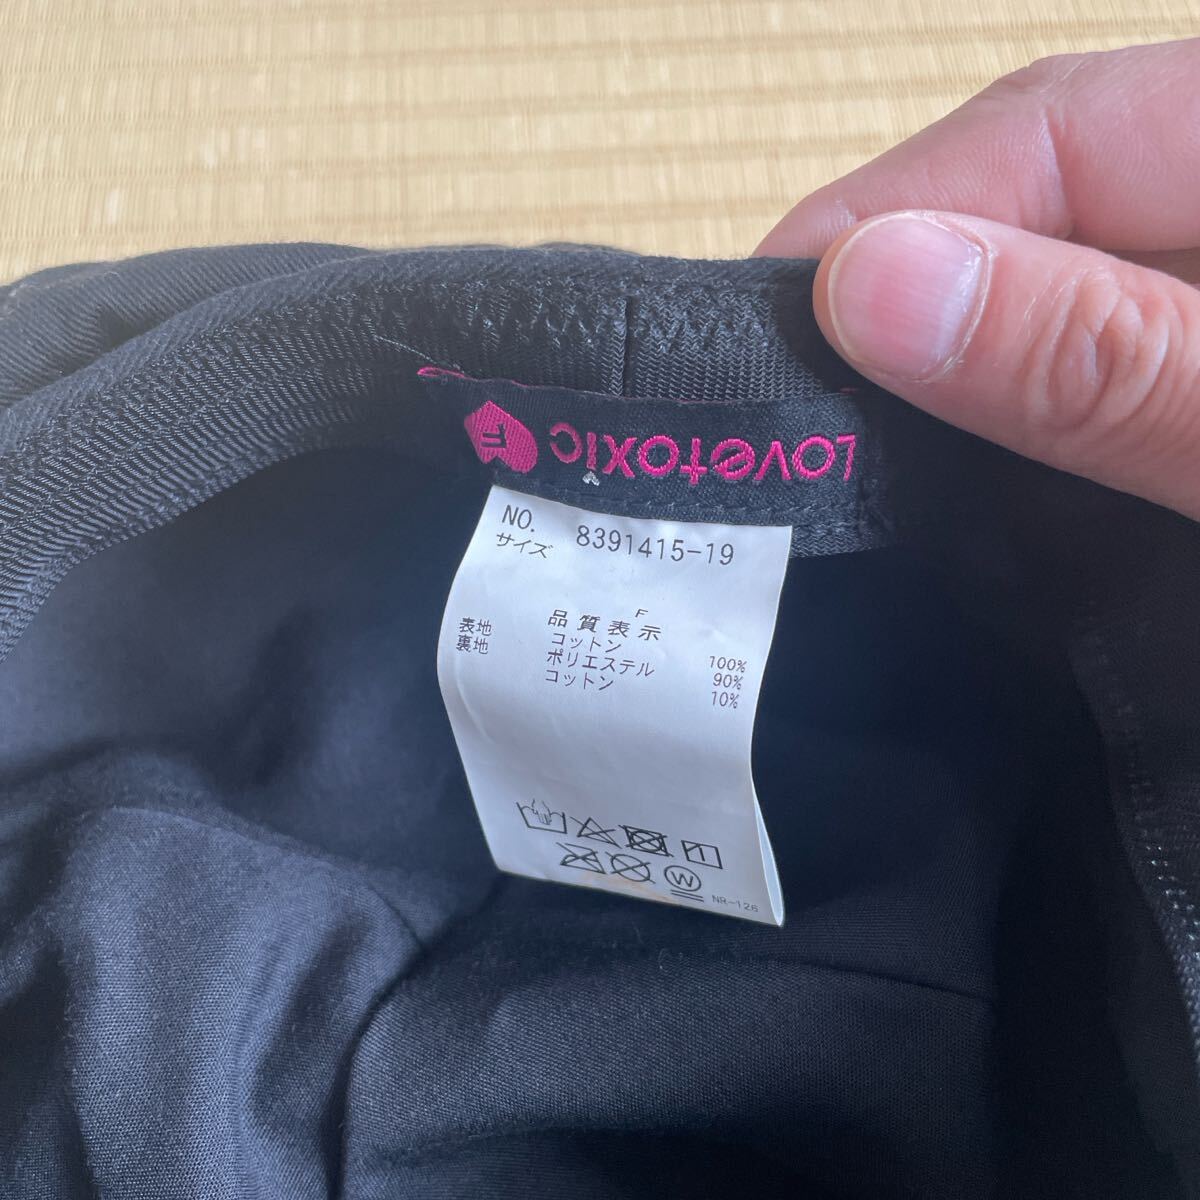 Lovetoxic F
NO. 8391415-19
サイズ F
品質表示
表地 コットン 100%
裏地 ポリエステル 90%
コットン 10%
W
NR-126